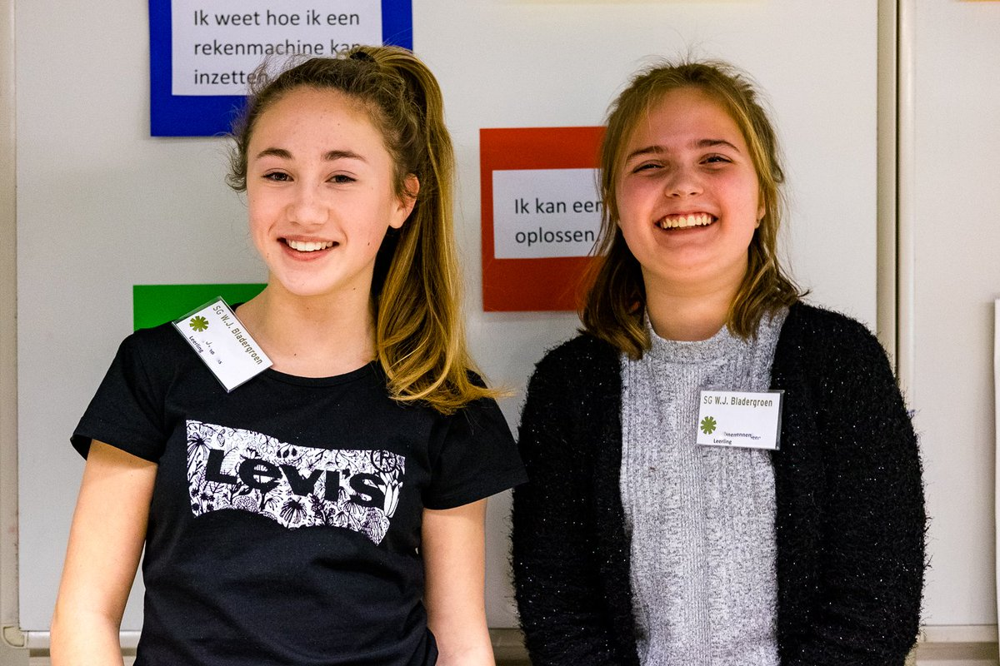 Ik weet hoe ik een
rekenmachine kan
inzetten
Ik kan een
oplossen.
SG W.J. Bladergroen
Leerling
LEVI'S
®
SG W.J. Bladergroen
Leerling